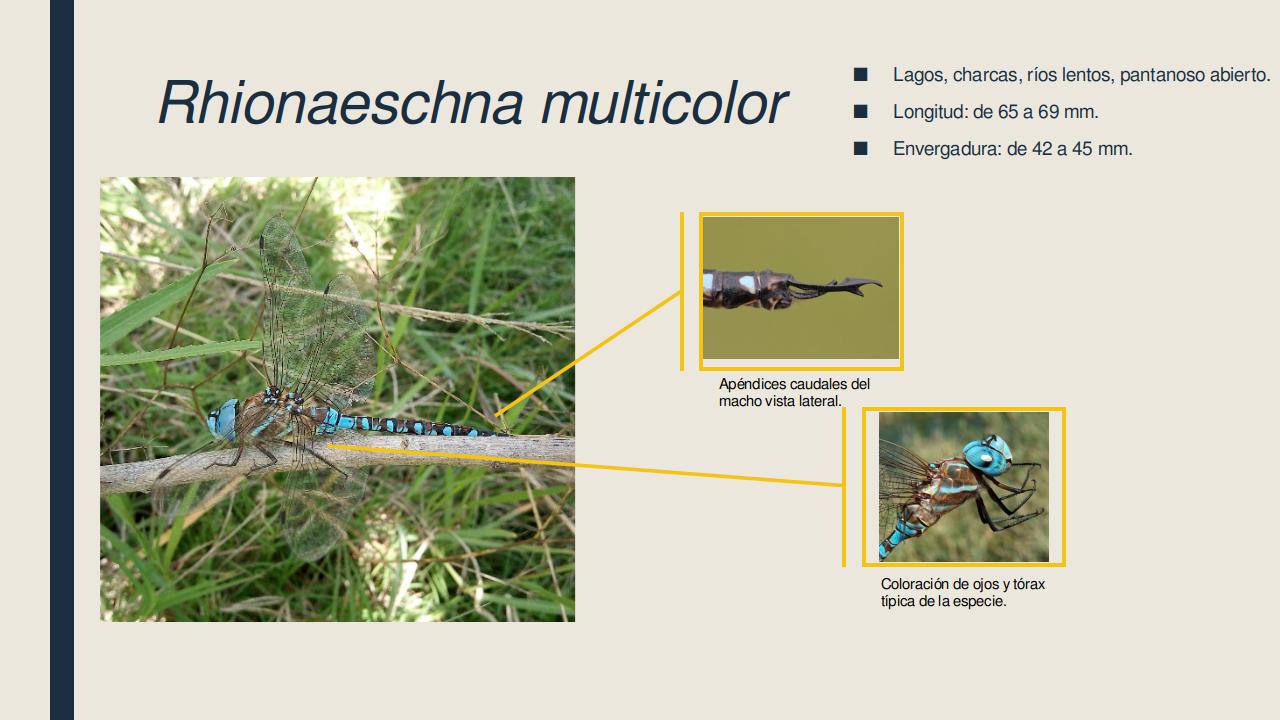 Rhionaeschna multicolor
■ Lagos, charcas, ríos lentos, pantanoso abierto.
■ Longitud: de 65 a 69 mm.
■ Envergadura: de 42 a 45 mm.
Apéndices caudales del
macho vista lateral.
Coloración de ojos y tórax
típica de la especie.